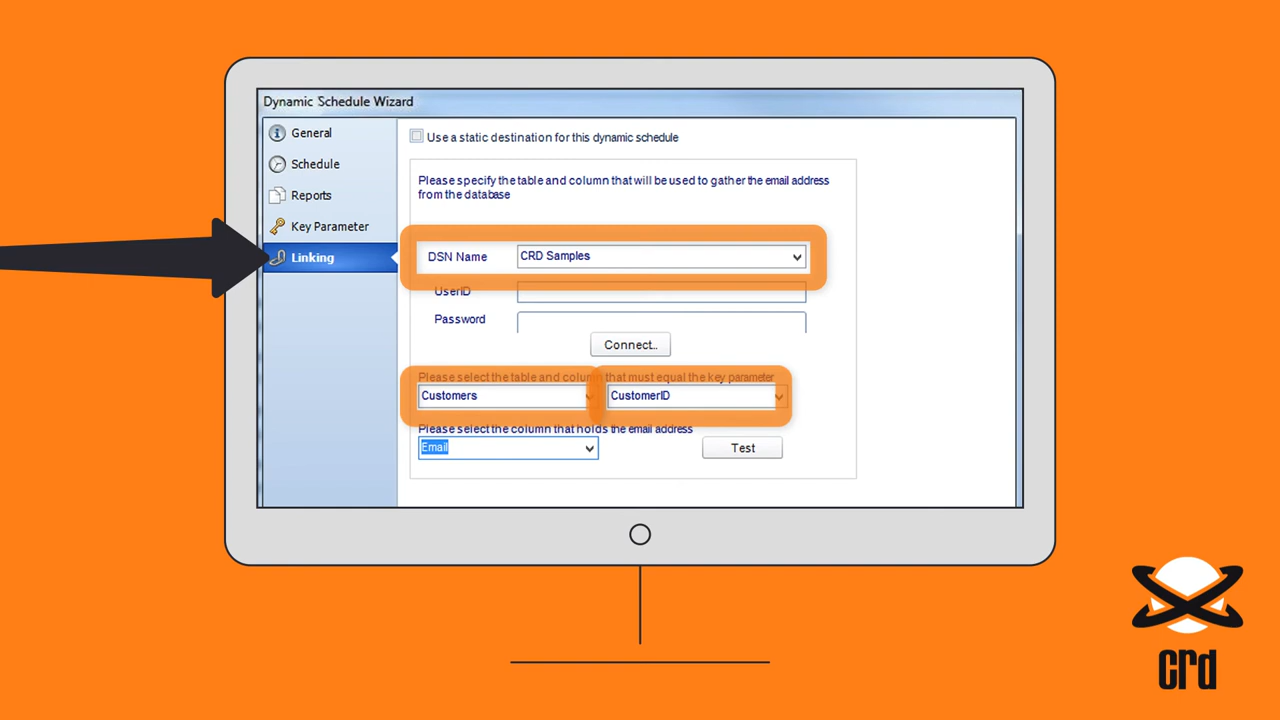 Dynamic Schedule Wizard
General
Schedule
Reports
Key Parameter
Linking
Use a static destination for this dynamic schedule
Please specify the table and column that will be used to gather the email address
from the database
DSN Name CRD Samples
UserID
Password
Connect..
Please select the table and column that must equal the key parameter
Customers CustomerID
Please select the column that holds the email address
Email Test
crd